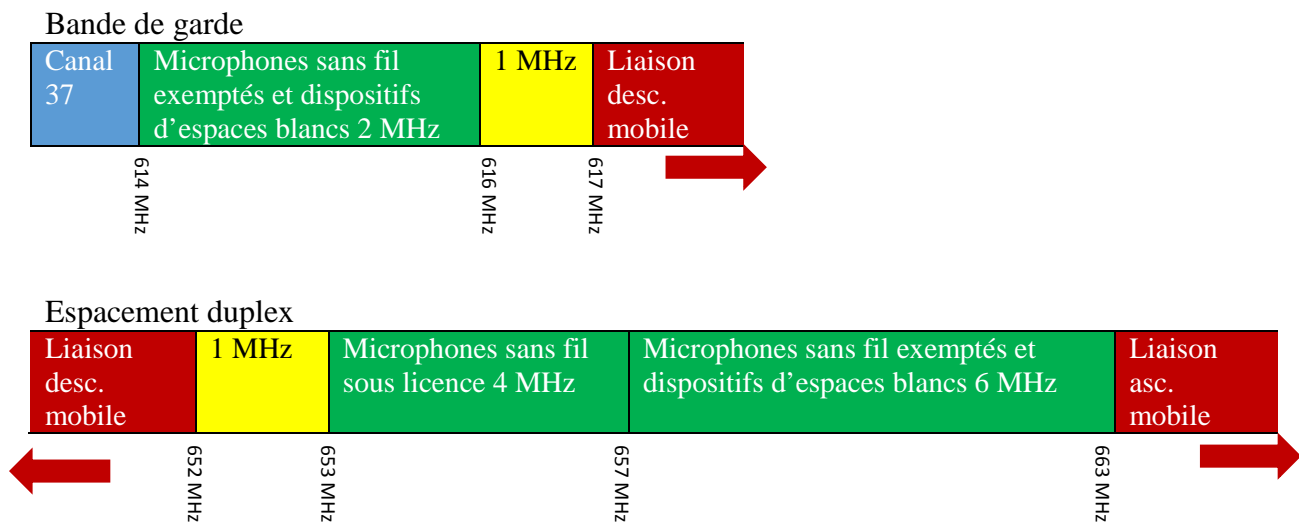 Bande de garde
Canal
37
Microphones sans fil
exemptés et dispositifs
d'espaces blancs 2 MHz
1 MHz
Liaison
desc.
mobile
614 MHz
616 MHz
617 MHz
Espacement duplex
Liaison
desc.
mobile
1 MHz
Microphones sans fil
sous licence 4 MHz
Microphones sans fil exemptés et
dispositifs d'espaces blancs 6 MHz
Liaison
asc.
mobile
652 MHz
653 MHz
657 MHz
663 MHz